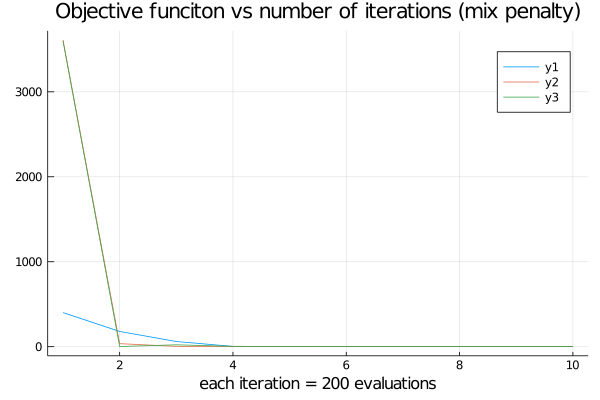 Objective funciton vs number of iterations (mix penalty)
y1
y2
y3
3000
2000
1000
0
2
4
6
8
10
each iteration = 200 evaluations